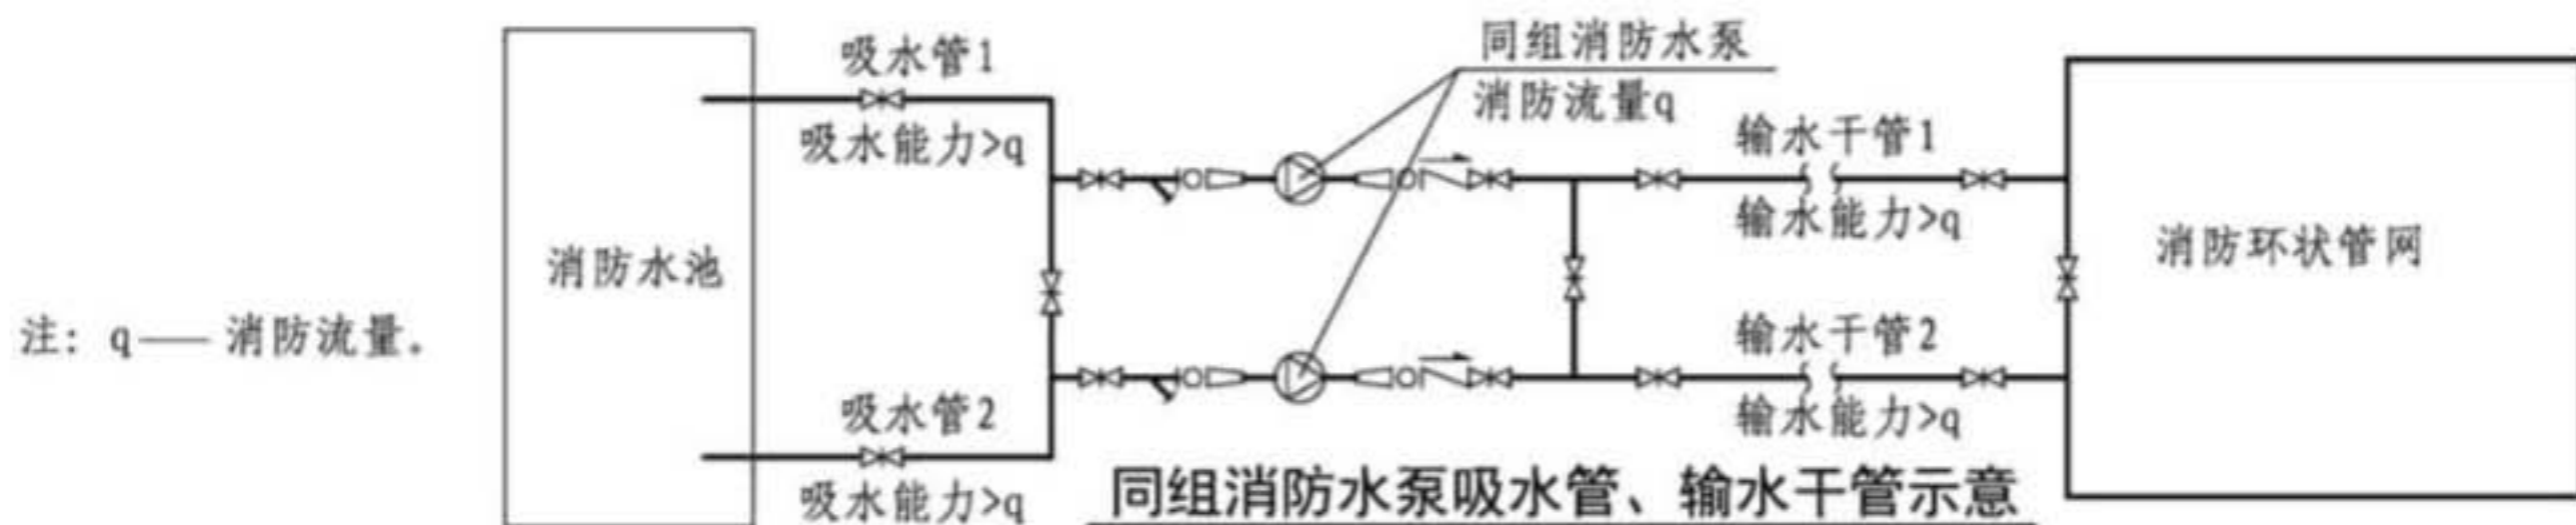 同组消防水泵
吸水管1
消防流量q
吸水能力>q
输水干管1
输水能力>q
消防环状管网
消防水池
注：q——消防流量。
输水干管2
吸水管2
输水能力>q
吸水能力>q
同组消防水泵吸水管、输水干管示意